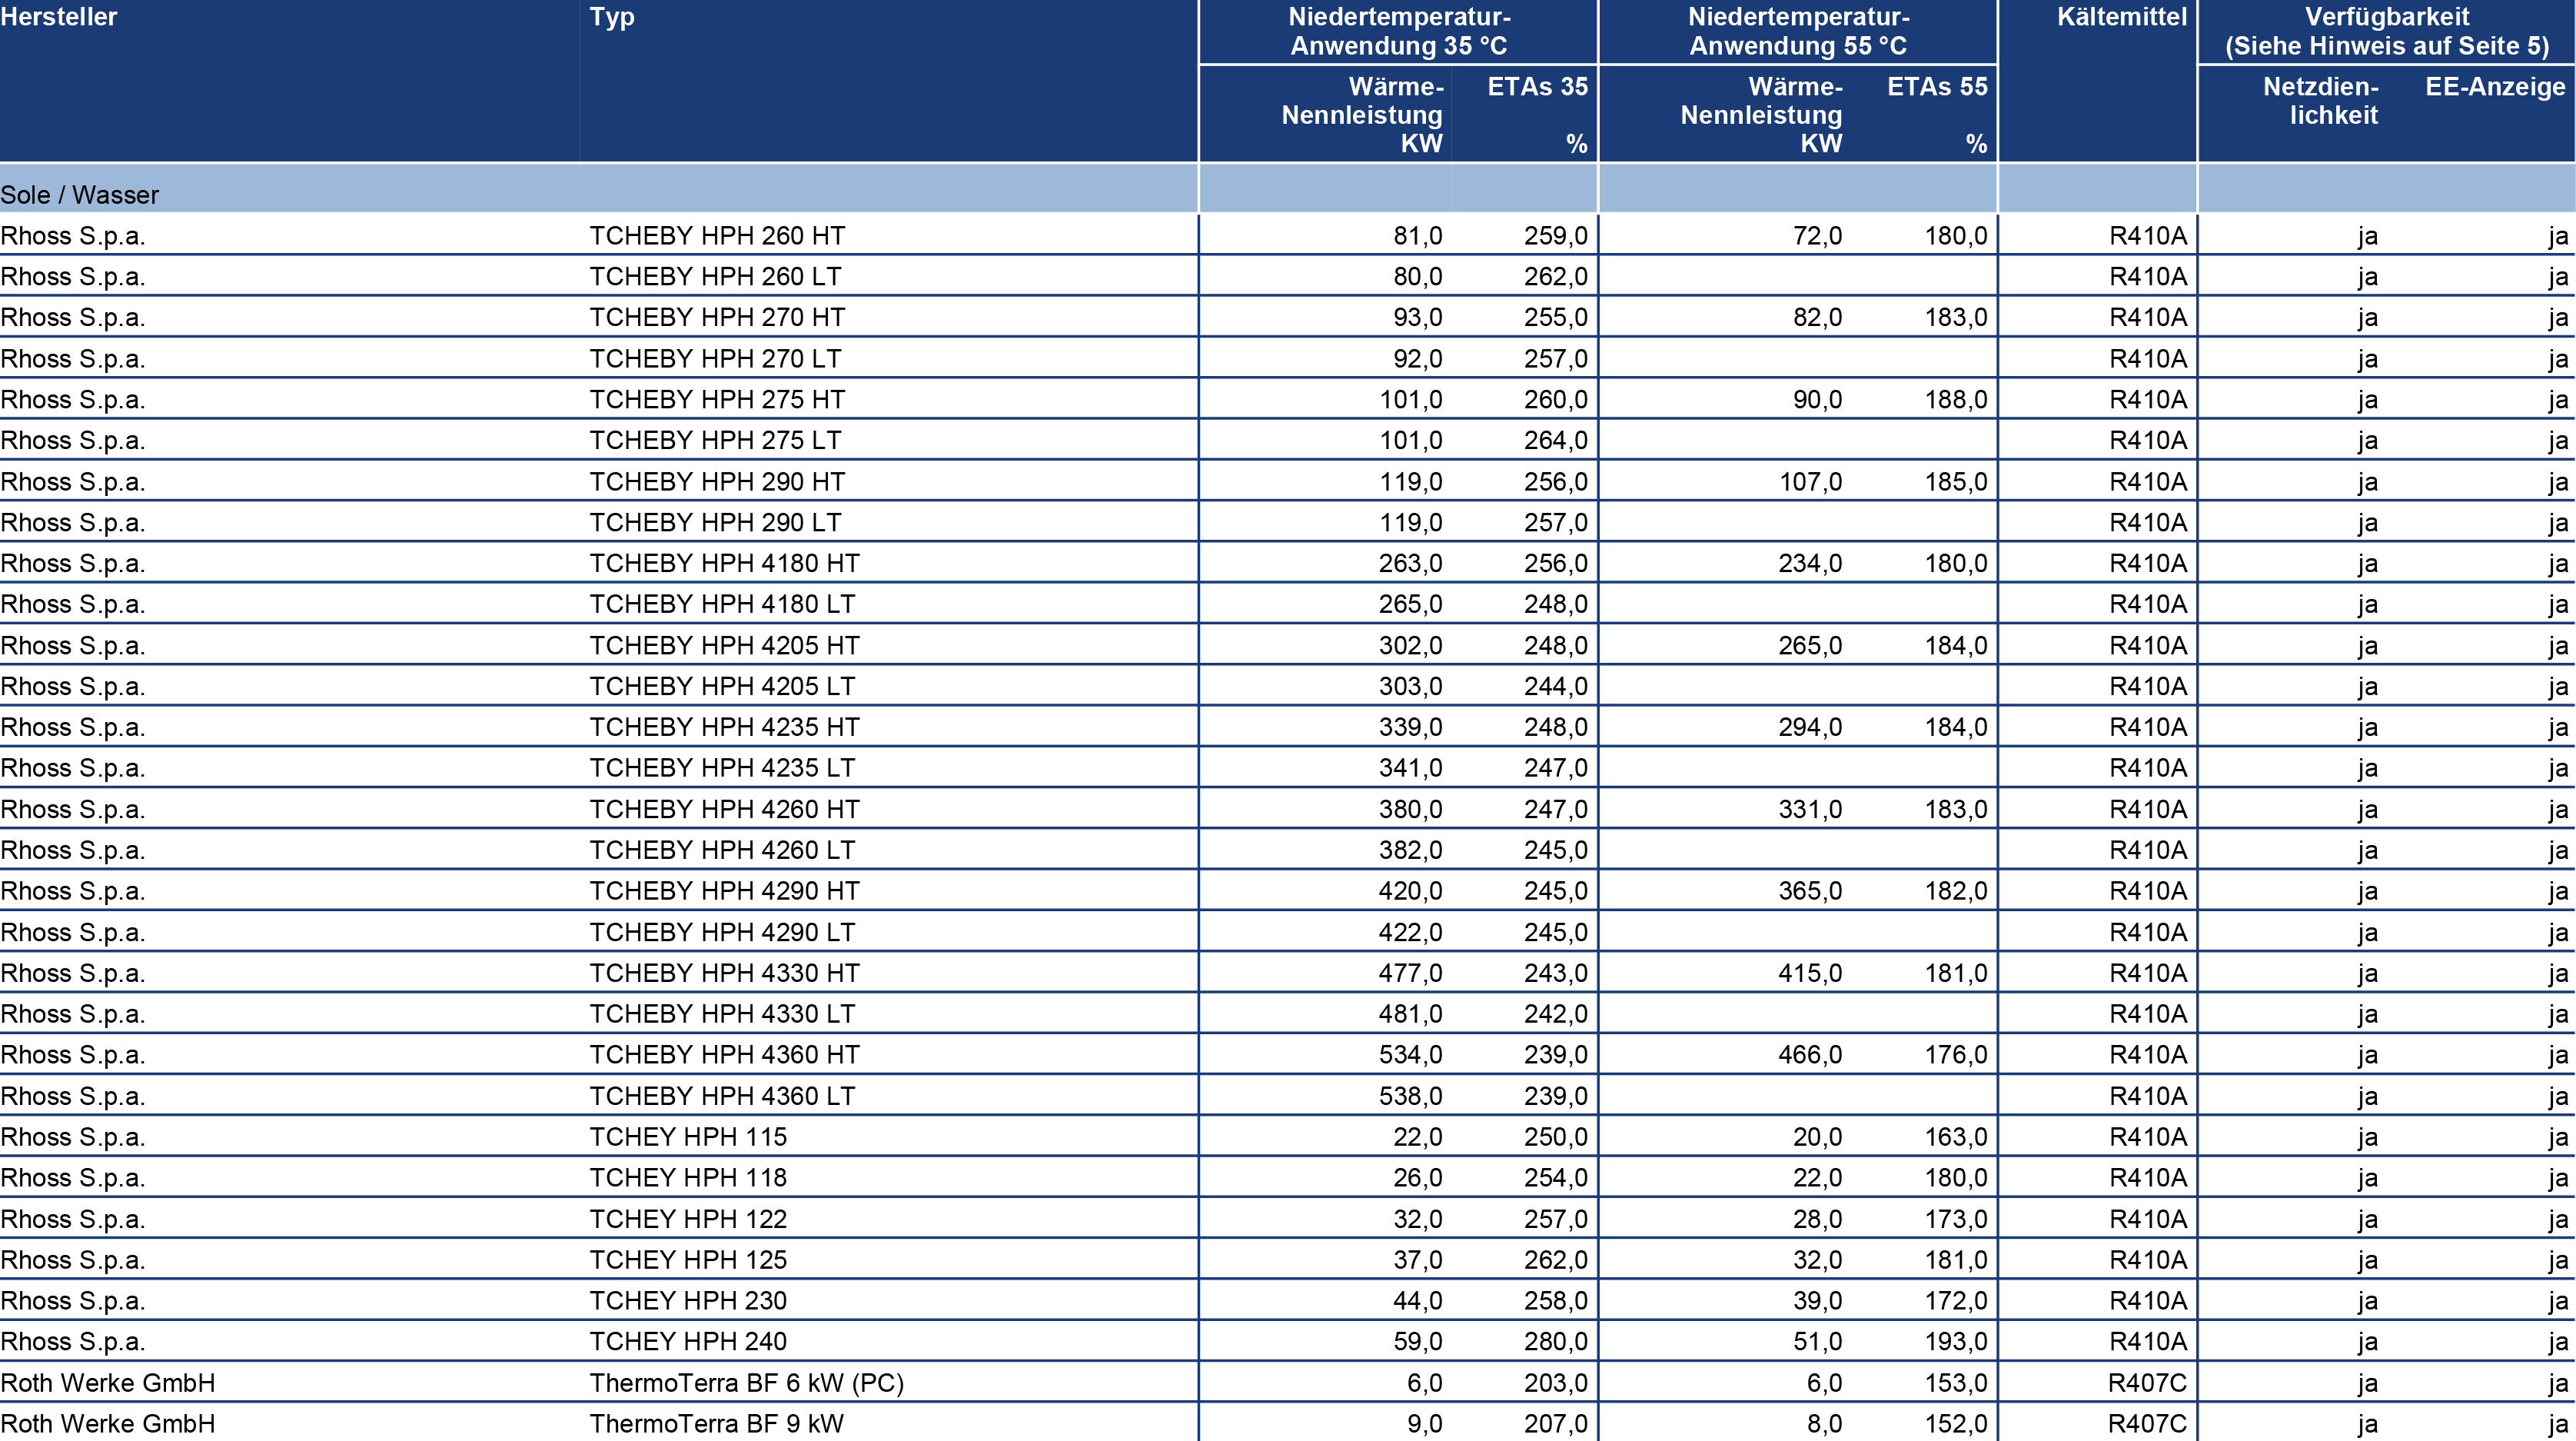 Hersteller Typ Niedertemperatur- Niedertemperatur- Kältemittel Verfügbarkeit
Anwendung 35 °C Anwendung 55 °C (Siehe Hinweis auf Seite 5)
Wärme- ETAs 35 Wärme- ETAs 55 Netzdien- EE-Anzeige
Nennleistung Nennleistung lichkeit
KW % KW %
Sole / Wasser
Rhoss S.p.a. TCHEBY HPH 260 HT 81,0 259,0 72,0 180,0 R410A ja ja
Rhoss S.p.a. TCHEBY HPH 260 LT 80,0 262,0 R410A ja ja
Rhoss S.p.a. TCHEBY HPH 270 HT 93,0 255,0 82,0 183,0 R410A ja ja
Rhoss S.p.a. TCHEBY HPH 270 LT 92,0 257,0 R410A ja ja
Rhoss S.p.a. TCHEBY HPH 275 HT 101,0 260,0 90,0 188,0 R410A ja ja
Rhoss S.p.a. TCHEBY HPH 275 LT 101,0 264,0 R410A ja ja
Rhoss S.p.a. TCHEBY HPH 290 HT 119,0 256,0 107,0 185,0 R410A ja ja
Rhoss S.p.a. TCHEBY HPH 290 LT 119,0 257,0 R410A ja ja
Rhoss S.p.a. TCHEBY HPH 4180 HT 263,0 256,0 234,0 180,0 R410A ja ja
Rhoss S.p.a. TCHEBY HPH 4180 LT 265,0 248,0 R410A ja ja
Rhoss S.p.a. TCHEBY HPH 4205 HT 302,0 248,0 265,0 184,0 R410A ja ja
Rhoss S.p.a. TCHEBY HPH 4205 LT 303,0 244,0 R410A ja ja
Rhoss S.p.a. TCHEBY HPH 4235 HT 339,0 248,0 294,0 184,0 R410A ja ja
Rhoss S.p.a. TCHEBY HPH 4235 LT 341,0 247,0 R410A ja ja
Rhoss S.p.a. TCHEBY HPH 4260 HT 380,0 247,0 331,0 183,0 R410A ja ja
Rhoss S.p.a. TCHEBY HPH 4260 LT 382,0 245,0 R410A ja ja
Rhoss S.p.a. TCHEBY HPH 4290 HT 420,0 245,0 365,0 182,0 R410A ja ja
Rhoss S.p.a. TCHEBY HPH 4290 LT 422,0 245,0 R410A ja ja
Rhoss S.p.a. TCHEBY HPH 4330 HT 477,0 243,0 415,0 181,0 R410A ja ja
Rhoss S.p.a. TCHEBY HPH 4330 LT 481,0 242,0 R410A ja ja
Rhoss S.p.a. TCHEBY HPH 4360 HT 534,0 239,0 466,0 176,0 R410A ja ja
Rhoss S.p.a. TCHEBY HPH 4360 LT 538,0 239,0 R410A ja ja
Rhoss S.p.a. TCHEY HPH 115 22,0 250,0 20,0 163,0 R410A ja ja
Rhoss S.p.a. TCHEY HPH 118 26,0 254,0 22,0 180,0 R410A ja ja
Rhoss S.p.a. TCHEY HPH 122 32,0 257,0 28,0 173,0 R410A ja ja
Rhoss S.p.a. TCHEY HPH 125 37,0 262,0 32,0 181,0 R410A ja ja
Rhoss S.p.a. TCHEY HPH 230 44,0 258,0 39,0 172,0 R410A ja ja
Rhoss S.p.a. TCHEY HPH 240 59,0 280,0 51,0 193,0 R410A ja ja
Roth Werke GmbH ThermoTerra BF 6 kW (PC) 6,0 203,0 6,0 153,0 R407C ja ja
Roth Werke GmbH ThermoTerra BF 9 kW 9,0 207,0 8,0 152,0 R407C ja ja